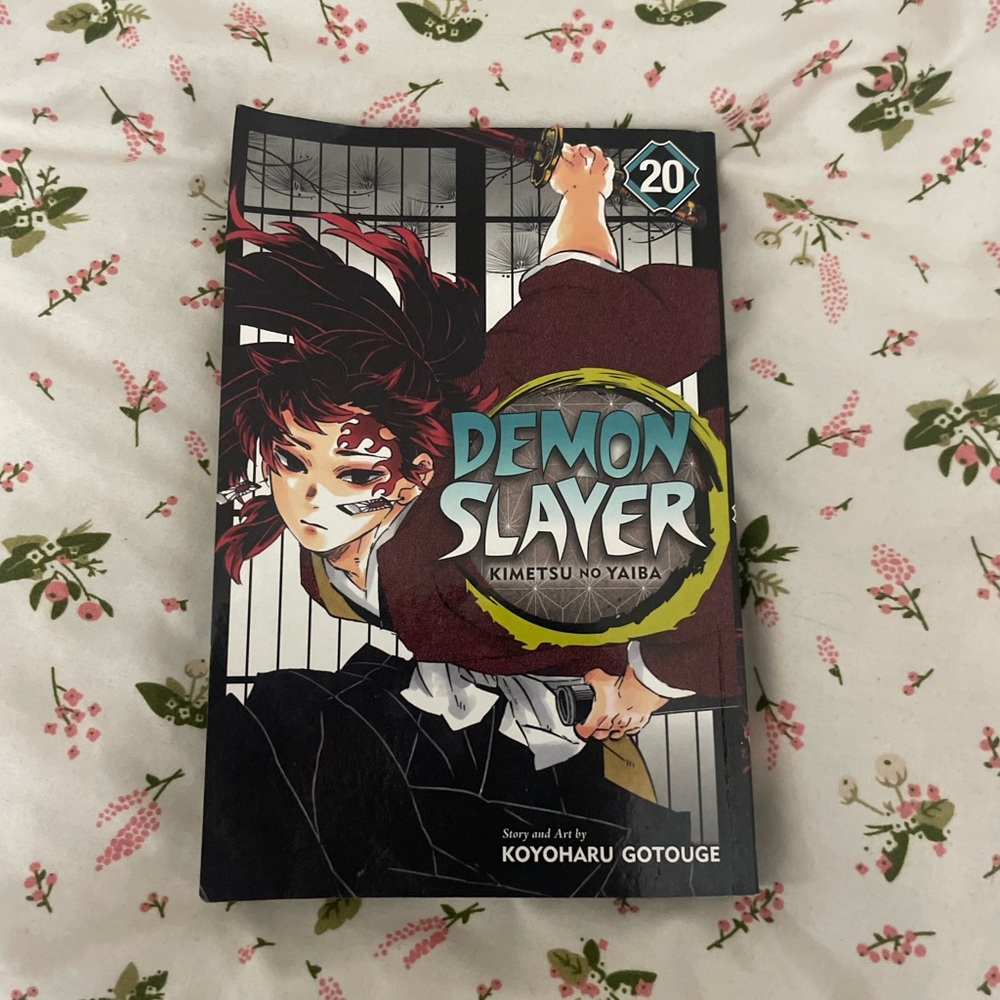 20
DEMON
SLAYER
KIMETSU NO YAIBA
Story and Art by
KOYOHARU GOTOUGE